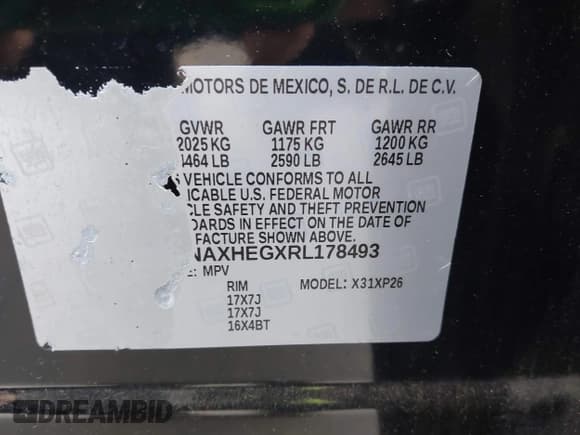 MOTORS DE MEXICO, S. DE R.L. DE C.V.
GVWR GAWR FRT GAWR RR
2025 KG 1175 KG 1200 KG
4464 LB 2590 LB 2645 LB
VEHICLE CONFORMS TO ALL
ICABLE U.S. FEDERAL MOTOR
CLE SAFETY AND THEFT PREVENTION
DARDS IN EFFECT ON THE DATE OF
FACTURE SHOWN ABOVE.
NAXHEGXRL178493
E: MPV
RIM MODEL: X31XP26
17X7J
17X7J
16X4BT
DREAMBID